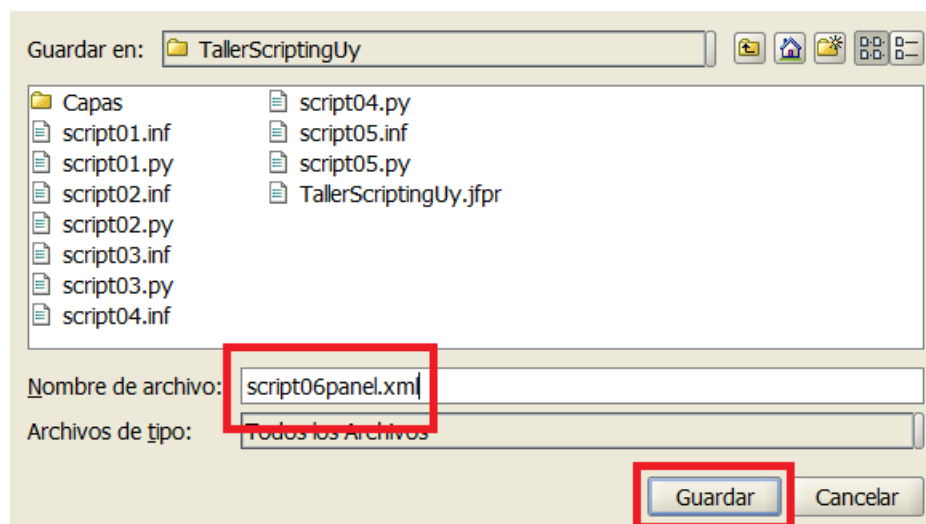 Guardar en: TallerScriptingUy
Capas
script01.inf
script01.py
script02.inf
script02.py
script03.inf
script03.py
script04.inf
script04.py
script05.inf
script05.py
TallerScriptingUy.jfpr
Nombre de archivo: script06panel.xml
Archivos de tipo: Todos los Archivos
Guardar Cancelar